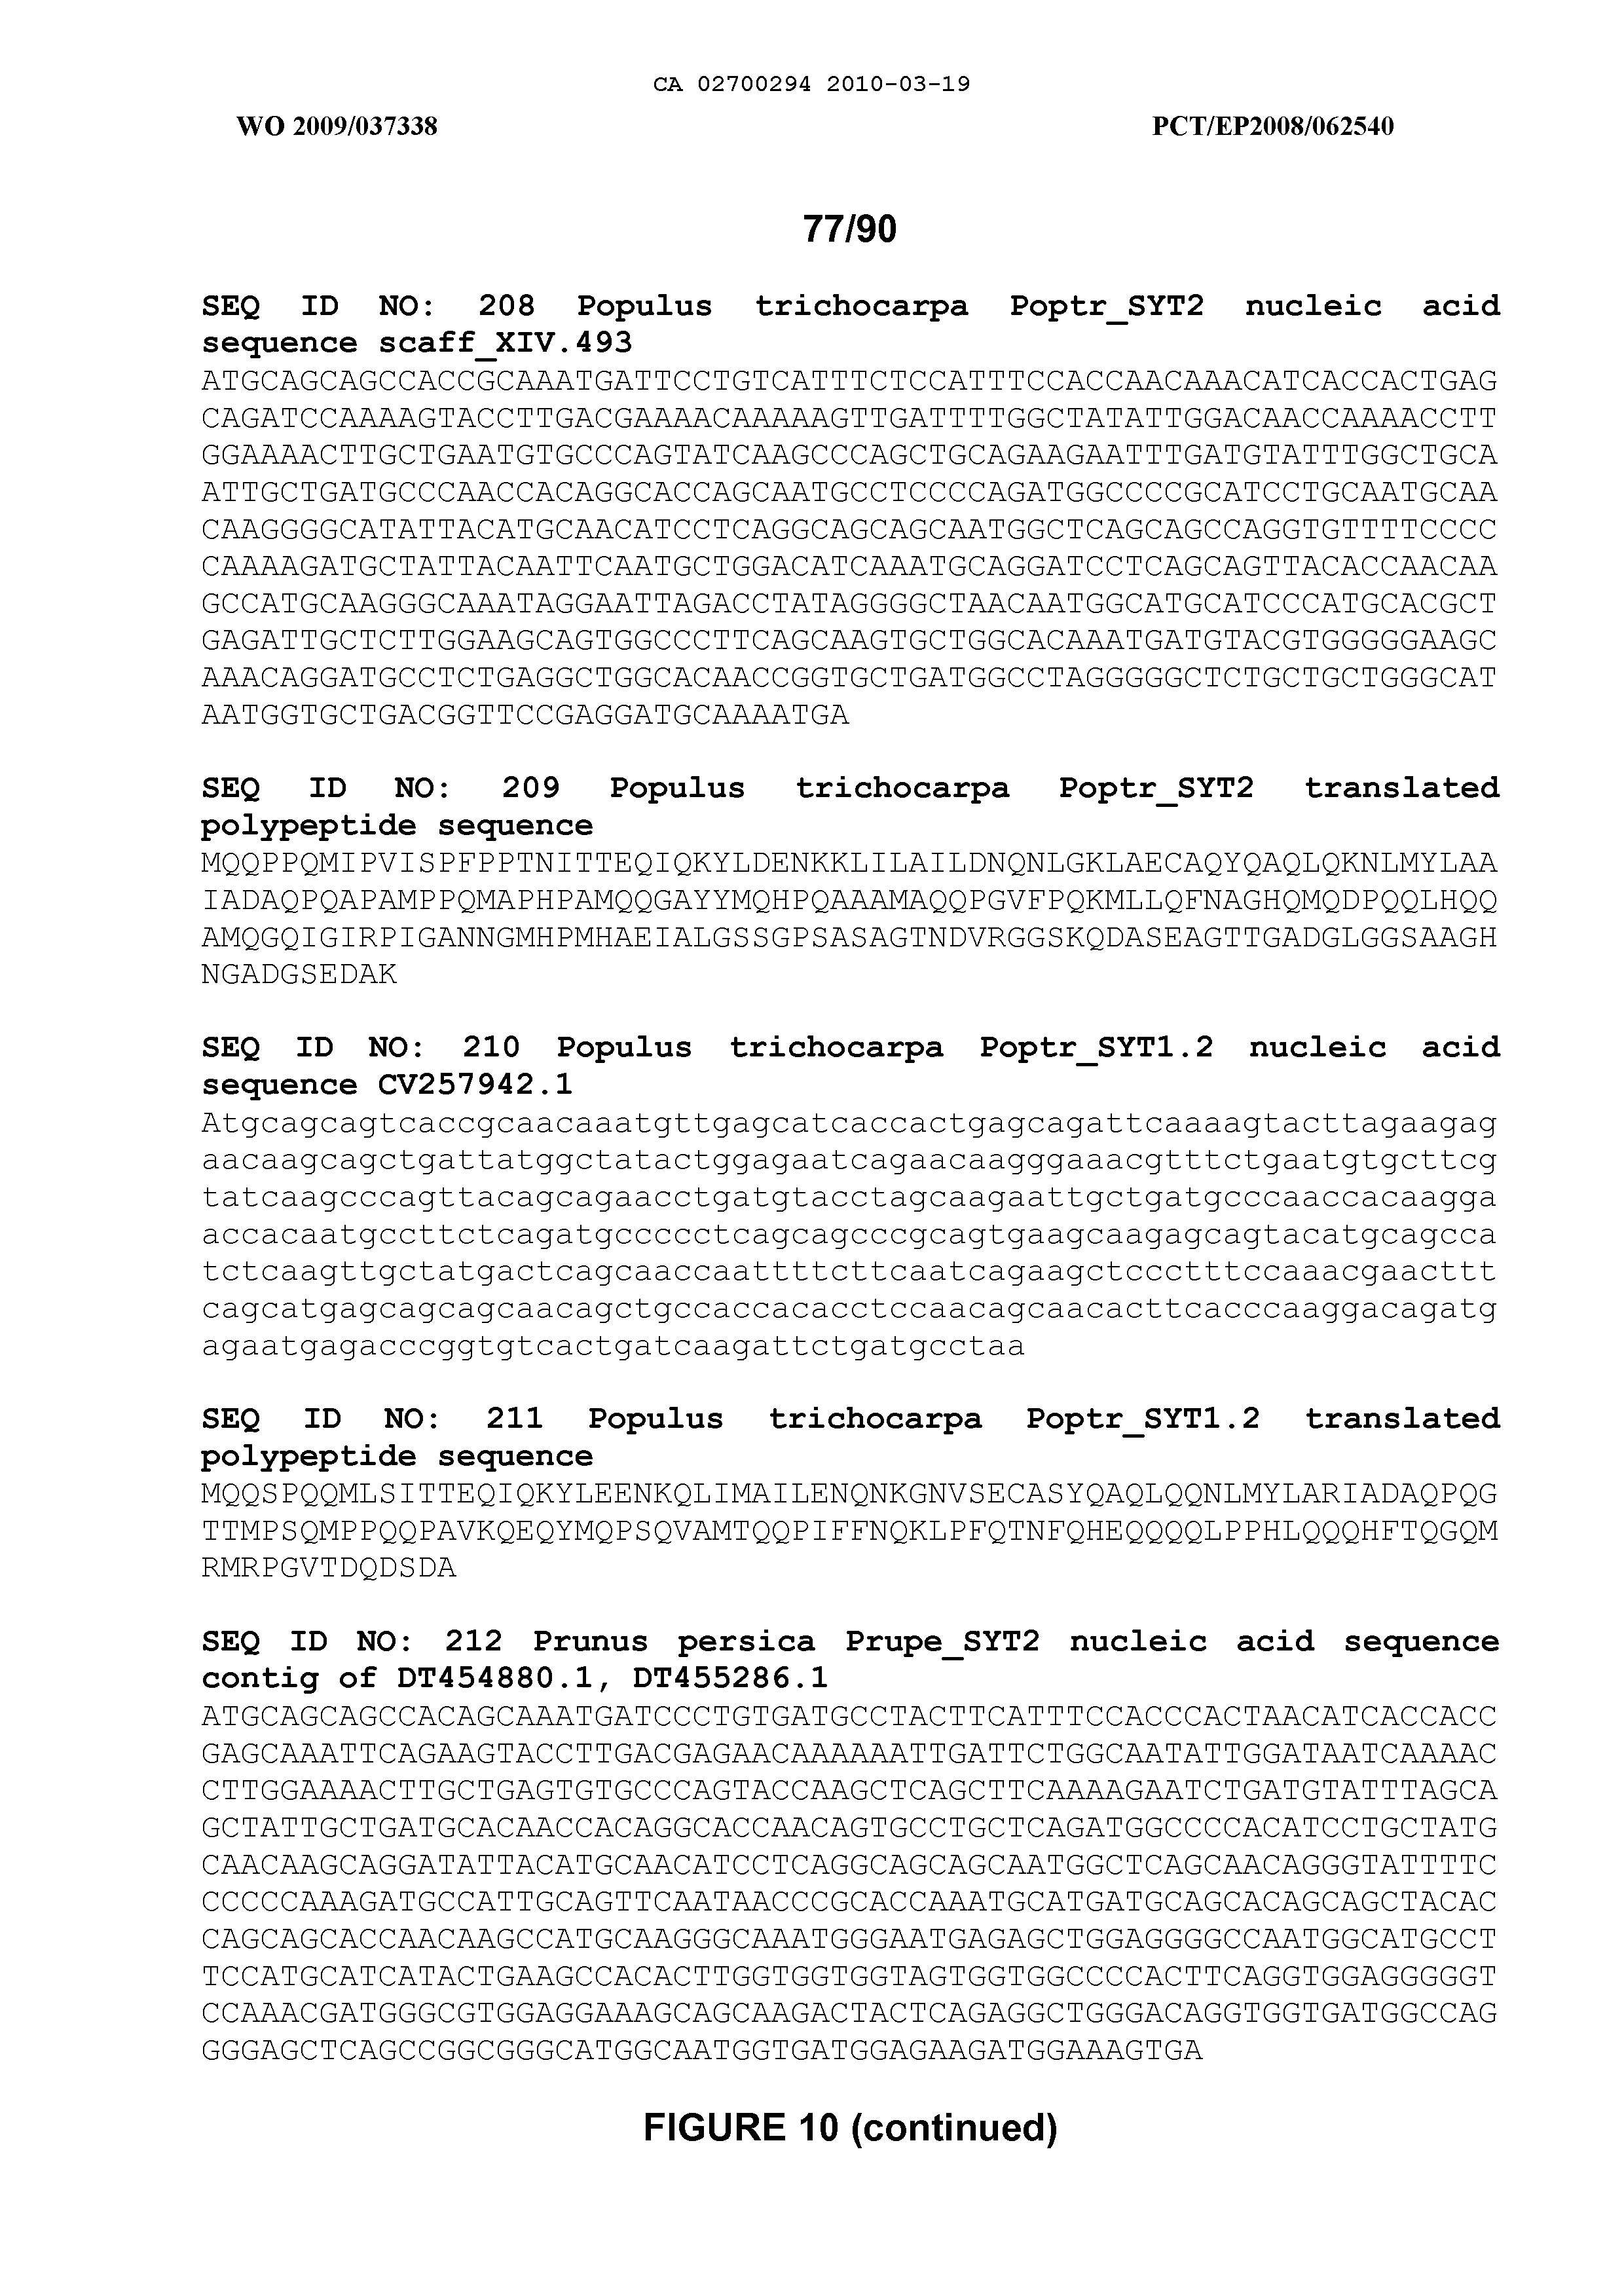 CA 02700294 2010-03-19
WO 2009/037338 PCT/EP2008/062540
77/90
SEQ ID NO: 208 Populus trichocarpa Poptr_SYT2 nucleic acid
sequence scaff_XIV.493
ATGCAGCAGCCACCGCAAATGATTCCTGTCATTTCTCCATTTCCACCAACAAACATCACCACTGAG
CAGATCCAAAAGTACCTTGACGAAAACAAAAAGTTGATTTTGGCTATATTGGACAACCAAAACCTT
GGAAAACTTGCTGAATGTGCCCAGTATCAAGCCCAGCTGCAGAAGAATTTGATGTATTTGGCTGCA
ATTGCTGATGCCCAACCACAGGCACCAGCAATGCCTCCCCAGATGGCCCCGCATCCTGCAATGCAA
CAAGGGGCATATTACATGCAACATCCTCAGGCAGCAGCAATGGCTCAGCAGCCAGGTGTTTTCCCC
CAAAAGATGCTATTACAATTCAATGCTGGACATCAAATGCAGGATCCTCAGCAGTTACACCAACAA
GCCATGCAAGGGCAAATAGGAATTAGACCTATAGGGGCTAACAATGGCATGCATCCCATGCACGCT
GAGATTGCTCTTGGAAGCAGTGGCCCTTCAGCAAGTGCTGGCACAAATGATGTACGTGGGGGAAGC
AAACAGGATGCCTCTGAGGCTGGCACAACCGGTGCTGATGGCCTAGGGGGCTCTGCTGCTGGGCAT
AATGGTGCTGACGGTTCCGAGGATGCAAAATGA
SEQ ID NO: 209 Populus trichocarpa Poptr_SYT2 translated
polypeptide sequence
MQQPPQMIPVISPFPPTNITTEQIQKYLDENKKLILAILDNQNLGKLAECAQYQAQLQKNLMYLAA
IADAQPQAPAMPPQMAPHPAMQQGAYYMQHPQAAAMAQQPGVFPQKMLLQFNAGHQMQDPQQLHQQ
AMQGQIGIRPIGANNGMHPMHAEIALGSSGPSASAGTNDVRGGSKQDASEAGTTGADGLGGSAAGH
NGADGSEDAK
SEQ ID NO: 210 Populus trichocarpa Poptr_SYT1.2 nucleic acid
sequence CV257942.1
Atgcagcagtcaccgcaacaaatgttgagcatcaccactgagcagattcaaaagtacttagaagag
aacaagcagctgattatggctatactggagaatcagaacaagggaaacgtttctgaatgtgcttcg
tatcaagcccagttacagcagaacctgatgtacctagcaagaattgctgatgcccaaccacaagga
accacaatgccttctcagatgcccccctcagcagcccgcagtgaagcaagagcagtacatgcagcca
tctcaagttgctatgactcagcaaccaattttcttcaatcagaagctccctttccaaacgaacttt
cagcatgagcagcagcaacagctgccaccacacctccaacagcaacacttcacccaaggacagatg
agaatgagacccggtgtcactgatcaagattctgatgcctaa
SEQ ID NO: 211 Populus trichocarpa Poptr_SYT1.2 translated
polypeptide sequence
MQQSPQQMLSITTEQIQKYLEENKQLIMAILENQNKGNVSECASYQAQLQQNLMYLARIADAQPQG
TTMPSQMPPQQPAVKQEQYMQPSQVAMTQQPIFFNQKLPFQTNFQHEQQQQLPPHLQQQHFTQGQM
RMRPGVTDQDSDA
SEQ ID NO: 212 Prunus persica Prupe_SYT2 nucleic acid sequence
contig of DT454880.1, DT455286.1
ATGCAGCAGCCACAGCAAATGATCCCTGTGATGCCTACTTCATTTCCACCCACTAACATCACCACC
GAGCAAATTCAGAAGTACCTTGACGAGAACAAAAAATTGATTCTGGCAATATTGGATAATCAAAAC
CTTGGAAAACTTGCTGAGTGTGCCCAGTACCAAGCTCAGCTTCAAAAGAATCTGATGTATTTAGCA
GCTATTGCTGATGCACAACCACAGGCACCAACAGTGCCTGCTCAGATGGCCCCACATCCTGCTATG
CAACAAGCAGGATATTACATGCAACATCCTCAGGCAGCAGCAATGGCTCAGCAACAGGGTATTTTC
CCCCCAAAGATGCCATTGCAGTTCAATAACCCGCACCAAATGCATGATGCAGCACAGCAGCTACAC
CAGCAGCACCAACAAGCCATGCAAGGGCAAATGGGAATGAGAGCTGGAGGGGCCAATGGCATGCCT
TCCATGCATCATACTGAAGCCACACTTGGTGGTGGTAGTGGTGGCCCCACTTCAGGTGGAGGGGGT
CCAAACGATGGGCGTGGAGGAAAGCAGCAAGACTACTCAGAGGCTGGGACAGGTGGTGATGGCCAG
GGGAGCTCAGCCGGCGGGCATGGCAATGGTGATGGAGAAGATGGAAAGTGA
FIGURE 10 (continued)